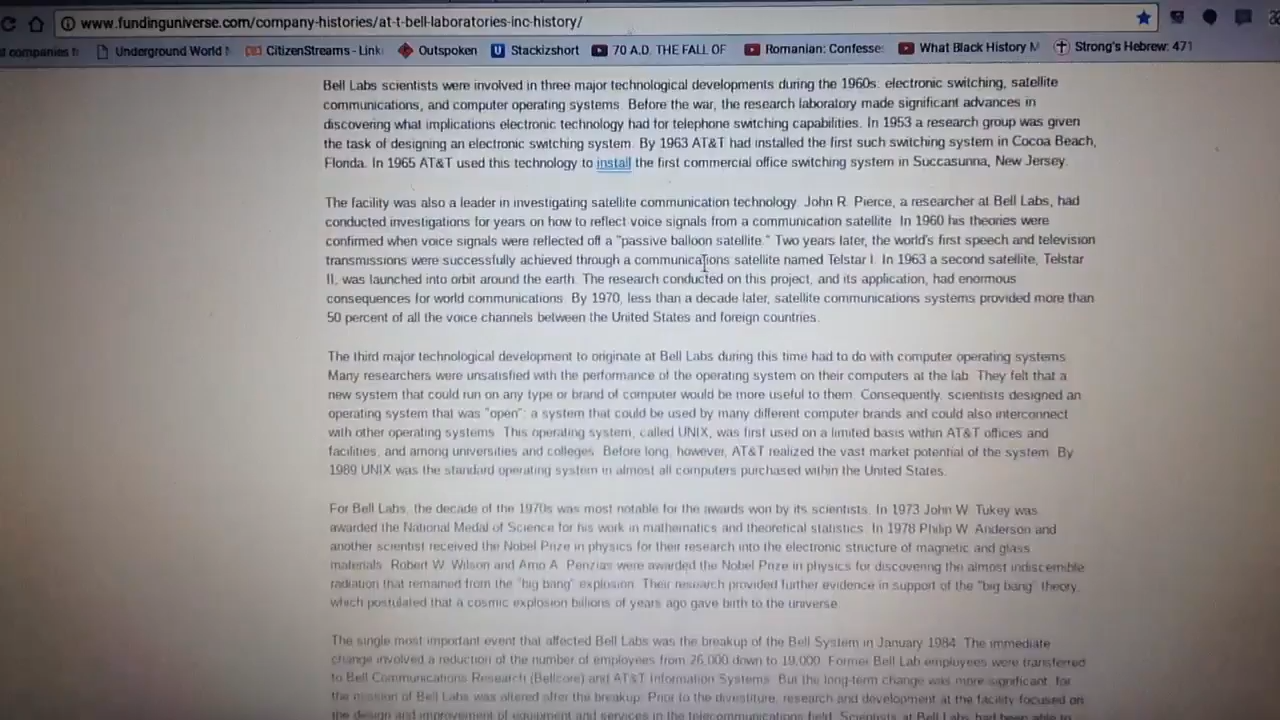 www.fundinguniverse.com/company-histories/at-t-bell-laboratories-inc-history/
st companies fr Underground World N CitizenStreams - Link Outspoken Stackizshort 70 A.D. THE FALL OF Romanian: Confesse: What Black History M Strong's Hebrew: 471
Bell Labs scientists were involved in three major technological developments during the 1960s: electronic switching, satellite
communications, and computer operating systems. Before the war, the research laboratory made significant advances in
discovering what implications electronic technology had for telephone switching capabilities. In 1953 a research group was given
the task of designing an electronic switching system. By 1963 AT&T had installed the first such switching system in Cocoa Beach,
Florida. In 1965 AT&T used this technology to install the first commercial office switching system in Succasunna, New Jersey.
The facility was also a leader in investigating satellite communication technology. John R. Pierce, a researcher at Bell Labs, had
conducted investigations for years on how to reflect voice signals from a communication satellite. In 1960 his theories were
confirmed when voice signals were reflected off a "passive balloon satellite." Two years later, the world's first speech and television
transmissions were successfully achieved through a communications satellite named Telstar I. In 1963 a second satellite, Telstar
II, was launched into orbit around the earth. The research conducted on this project, and its application, had enormous
consequences for world communications. By 1970, less than a decade later, satellite communications systems provided more than
50 percent of all the voice channels between the United States and foreign countries.
The third major technological development to originate at Bell Labs during this time had to do with computer operating systems.
Many researchers were unsatisfied with the performance of the operating system on their computers at the lab. They felt that a
new system that could run on any type or brand of computer would be more useful to them. Consequently, scientists designed an
operating system that was "open": a system that could be used by many different computer brands and could also interconnect
with other operating systems. This operating system, called UNIX, was first used on a limited basis within AT&T offices and
facilities, and among universities and colleges. Before long, however, AT&T realized the vast market potential of the system. By
1989 UNIX was the standard operating system in almost all computers purchased within the United States.
For Bell Labs, the decade of the 1970s was most notable for the awards won by its scientists. In 1973 John W. Tukey was
awarded the National Medal of Science for his work in mathematics and theoretical statistics. In 1978 Philip W. Anderson and
another scientist received the Nobel Prize in physics for their research into the electronic structure of magnetic and glass
materials. Robert W. Wilson and Arno A. Penzias were awarded the Nobel Prize in physics for discovering the almost indiscernible
radiation that remained from the "big bang" explosion. Their research provided further evidence in support of the "big bang" theory,
which postulated that a cosmic explosion billions of years ago gave birth to the universe.
The single most important event that affected Bell Labs was the breakup of the Bell System in January 1984. The immediate
change involved a reduction of the number of employees from 26,000 down to 19,000. Former Bell Lab employees were transferred
to Bell Communications Research (Bellcore) and AT&T Information Systems. But the long-term change was more significant, for
the mission of Bell Labs was altered after the breakup. Prior to the divestiture, research and development at the facility focused on
the design and improvement of equipment and services in the telecommunications field. Scientists at Bell Labs had been able to